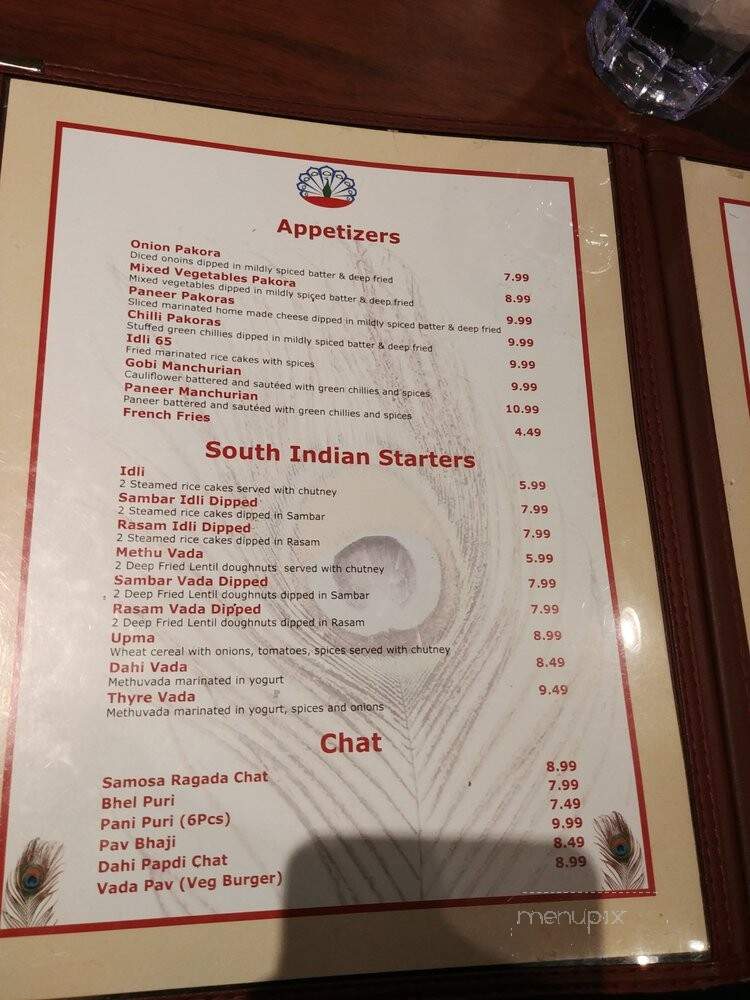 Appetizers
Onion Pakora 7.99
Diced onoins dipped in mildly spiced batter & deep fried
Mixed Vegetables Pakora 8.99
Mixed vegetables dipped in mildly spiced batter & deep fried
Paneer Pakoras 9.99
Sliced marinated home made cheese dipped in mildly spiced batter & deep fried
Chilli Pakoras 9.99
Stuffed green chillies dipped in mildly spiced batter & deep fried
Idli 65 9.99
Fried marinated rice cakes with spices
Gobi Manchurian 9.99
Cauliflower battered and sautéed with green chillies and spices
Paneer Manchurian 10.99
Paneer battered and sautéed with green chillies and spices
French Fries 4.49
South Indian Starters
Idli 5.99
2 Steamed rice cakes served with chutney
Sambar Idli Dipped 7.99
2 Steamed rice cakes dipped in Sambar
Rasam Idli Dipped 7.99
2 Steamed rice cakes dipped in Rasam
Methu Vada 5.99
2 Deep Fried Lentil doughnuts served with chutney
Sambar Vada Dipped 7.99
2 Deep Fried Lentil doughnuts dipped in Sambar
Rasam Vada Dipped 7.99
2 Deep Fried Lentil doughnuts dipped in Rasam
Upma 8.99
Wheat cereal with onions, tomatoes, spices served with chutney
Dahi Vada 8.49
Methuvada marinated in yogurt
Thyre Vada 9.49
Methuvada marinated in yogurt, spices and onions
Chat
Samosa Ragada Chat 8.99
Bhel Puri 7.99
Pani Puri (6Pcs) 7.49
Pav Bhaji 9.99
Dahi Papdi Chat 8.49
Vada Pav (Veg Burger) 8.99
menupix